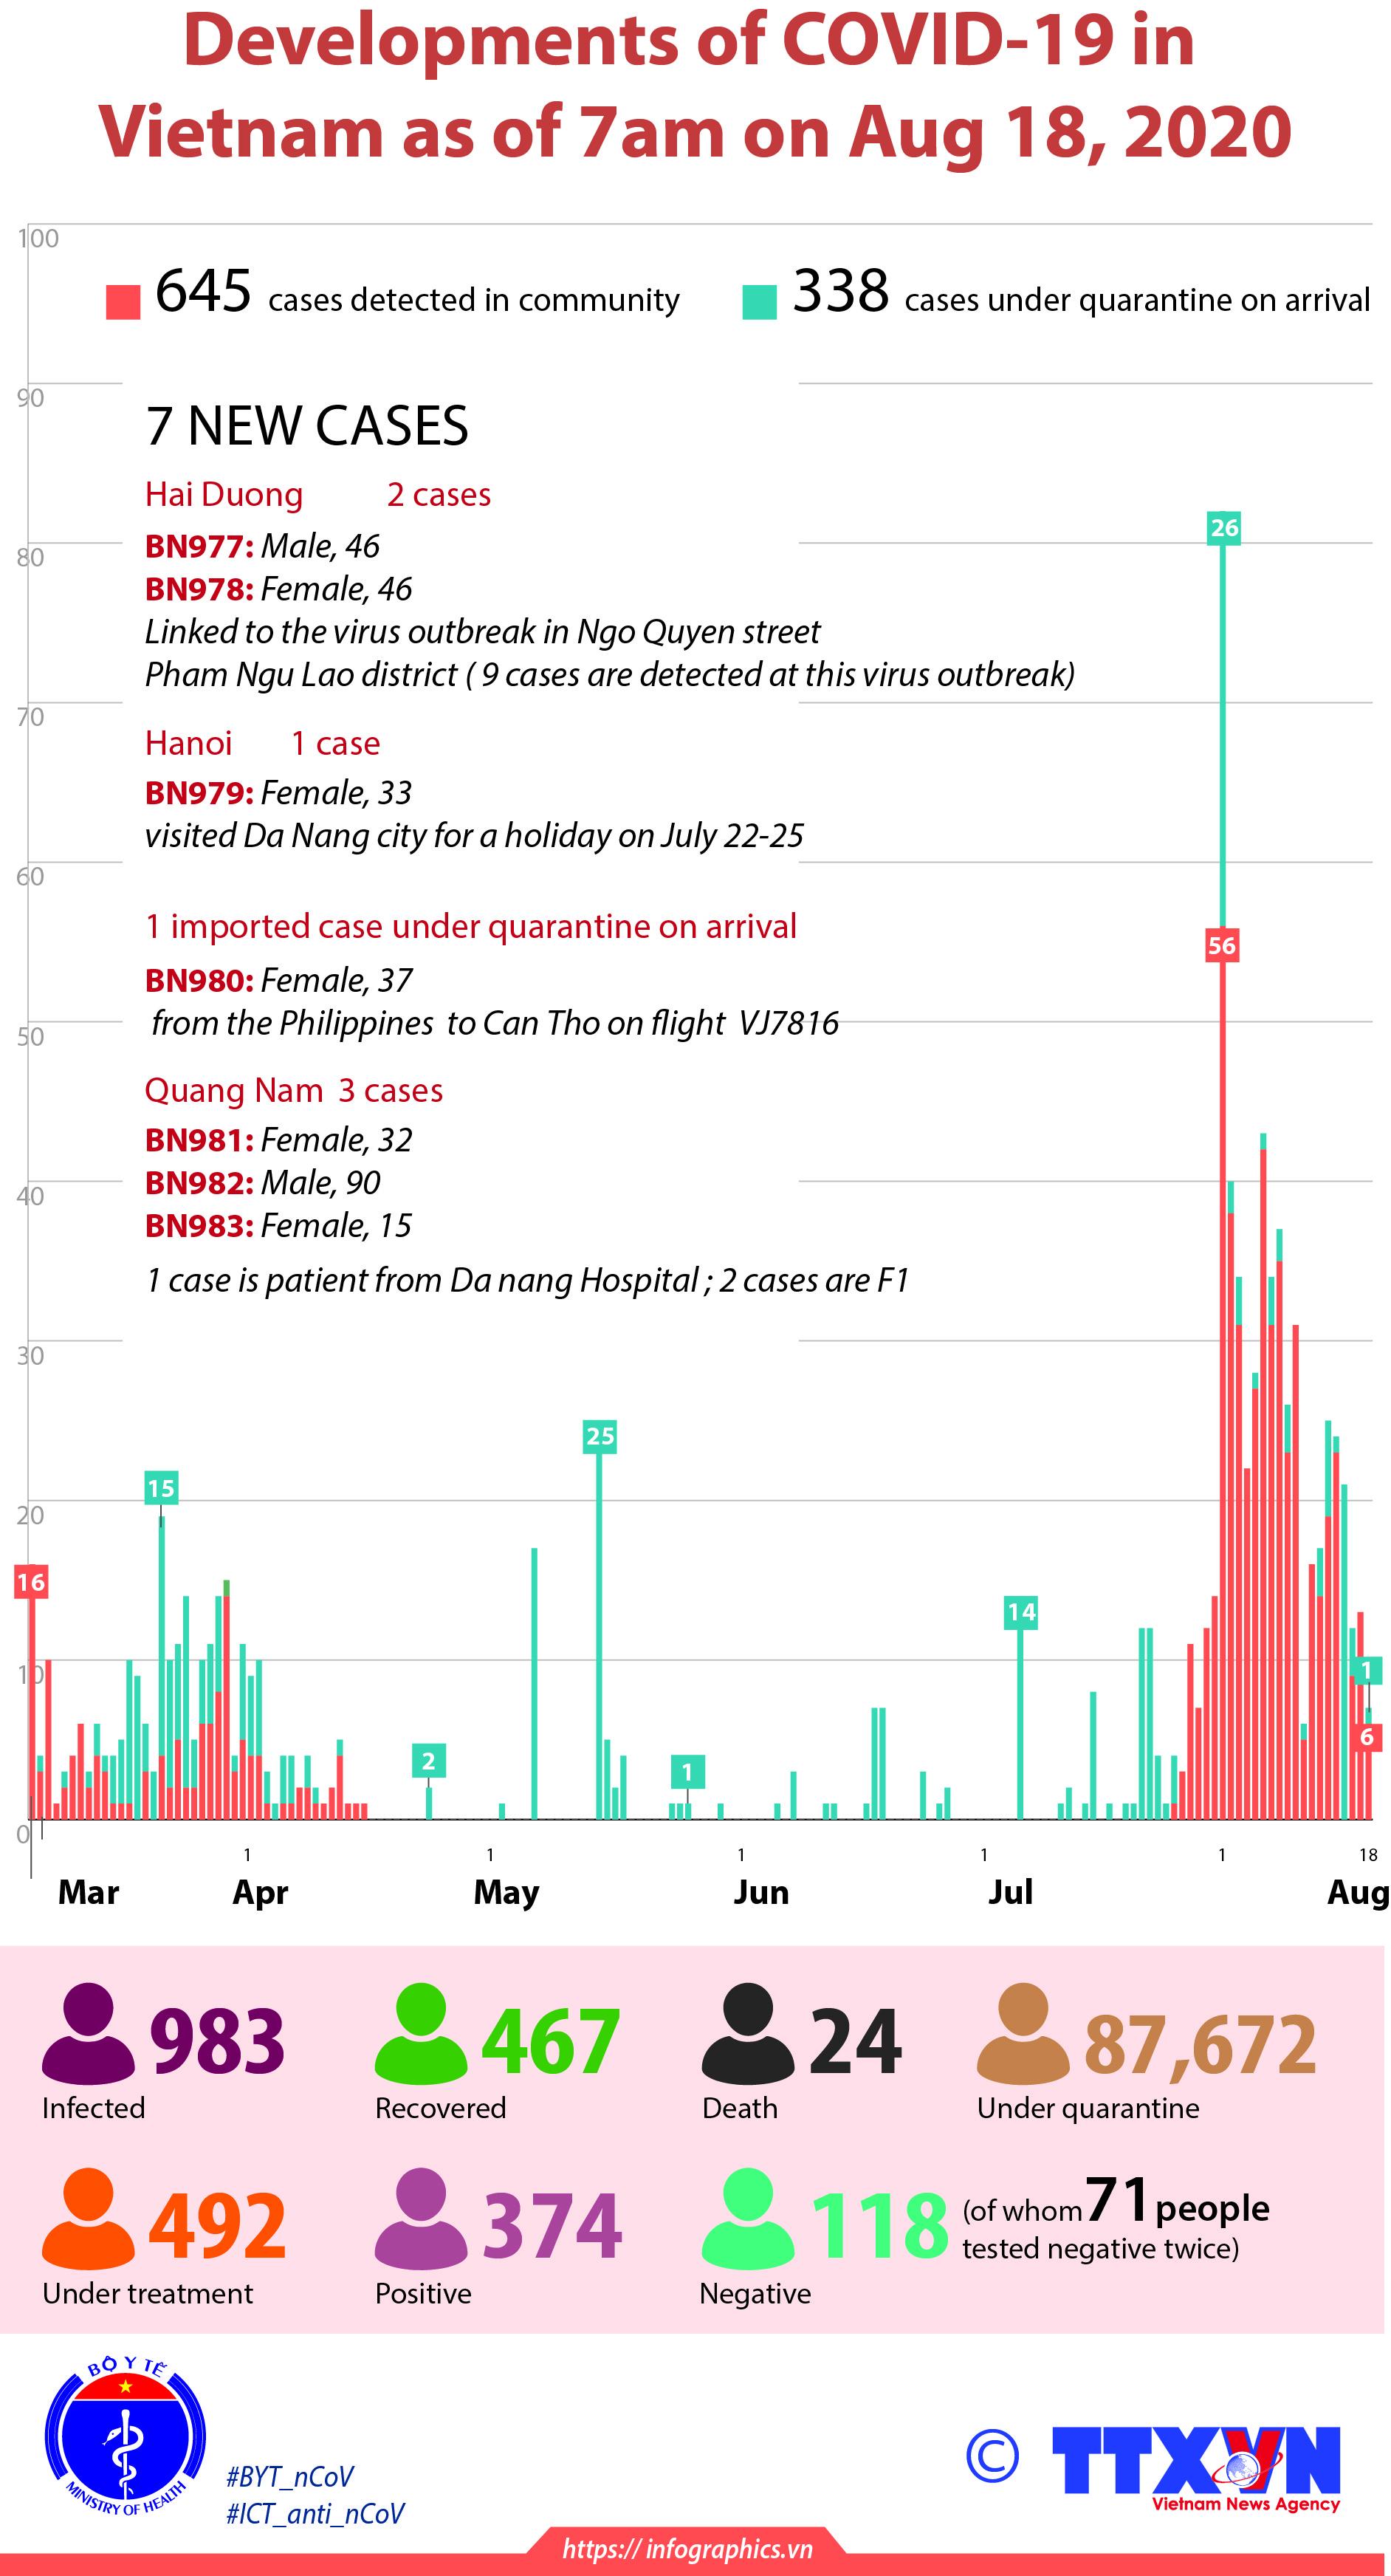 Developments of COVID-19 in
Vietnam as of 7am on Aug 18, 2020
100
645 cases detected in community
338 cases under quarantine on arrival
90
7 NEW CASES
Hai Duong 2 cases
BN977: Male, 46
BN978: Female, 46
Linked to the virus outbreak in Ngo Quyen street
Pham Ngu Lao district ( 9 cases are detected at this virus outbreak)
Hanoi 1 case
BN979: Female, 33
visited Da Nang city for a holiday on July 22-25
1 imported case under quarantine on arrival
BN980: Female, 37
from the Philippines to Can Tho on flight VJ7816
Quang Nam 3 cases
BN981: Female, 32
BN982: Male, 90
BN983: Female, 15
1 case is patient from Da nang Hospital ; 2 cases are F1
80
70
60
50
40
30
20
10
0
16
15
2
25
1
14
26
56
1
6
1
1
1
1
1
18
Mar
Apr
May
Jun
Jul
Aug
983
Infected
467
Recovered
24
Death
87,672
Under quarantine
492
Under treatment
374
Positive
118
Negative
(of whom 71 people
tested negative twice)
BỘ Y TẾ
MINISTRY OF HEALTH
#BYT_nCoV
#ICT_anti_nCoV
© TTXVN
Vietnam News Agency
https:// infographics.vn